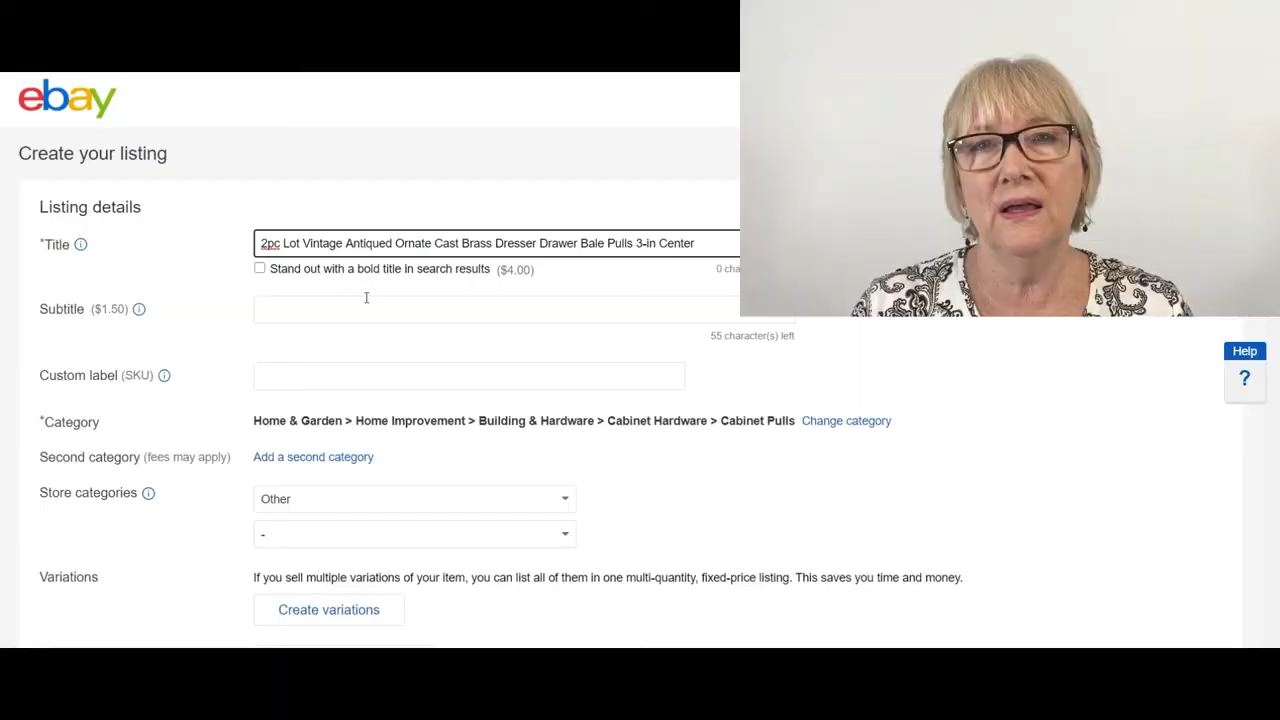 ebay
Create your listing
Listing details
*Title
2pc Lot Vintage Antiqued Ornate Cast Brass Dresser Drawer Bale Pulls 3-in Center
Stand out with a bold title in search results ($4.00)
0 cha
Subtitle ($1.50)
55 character(s) left
Help
?
Custom label (SKU)
*Category
Home & Garden > Home Improvement > Building & Hardware > Cabinet Hardware > Cabinet Pulls Change category
Second category (fees may apply)
Add a second category
Store categories
Other
-
Variations
If you sell multiple variations of your item, you can list all of them in one multi-quantity, fixed-price listing. This saves you time and money.
Create variations